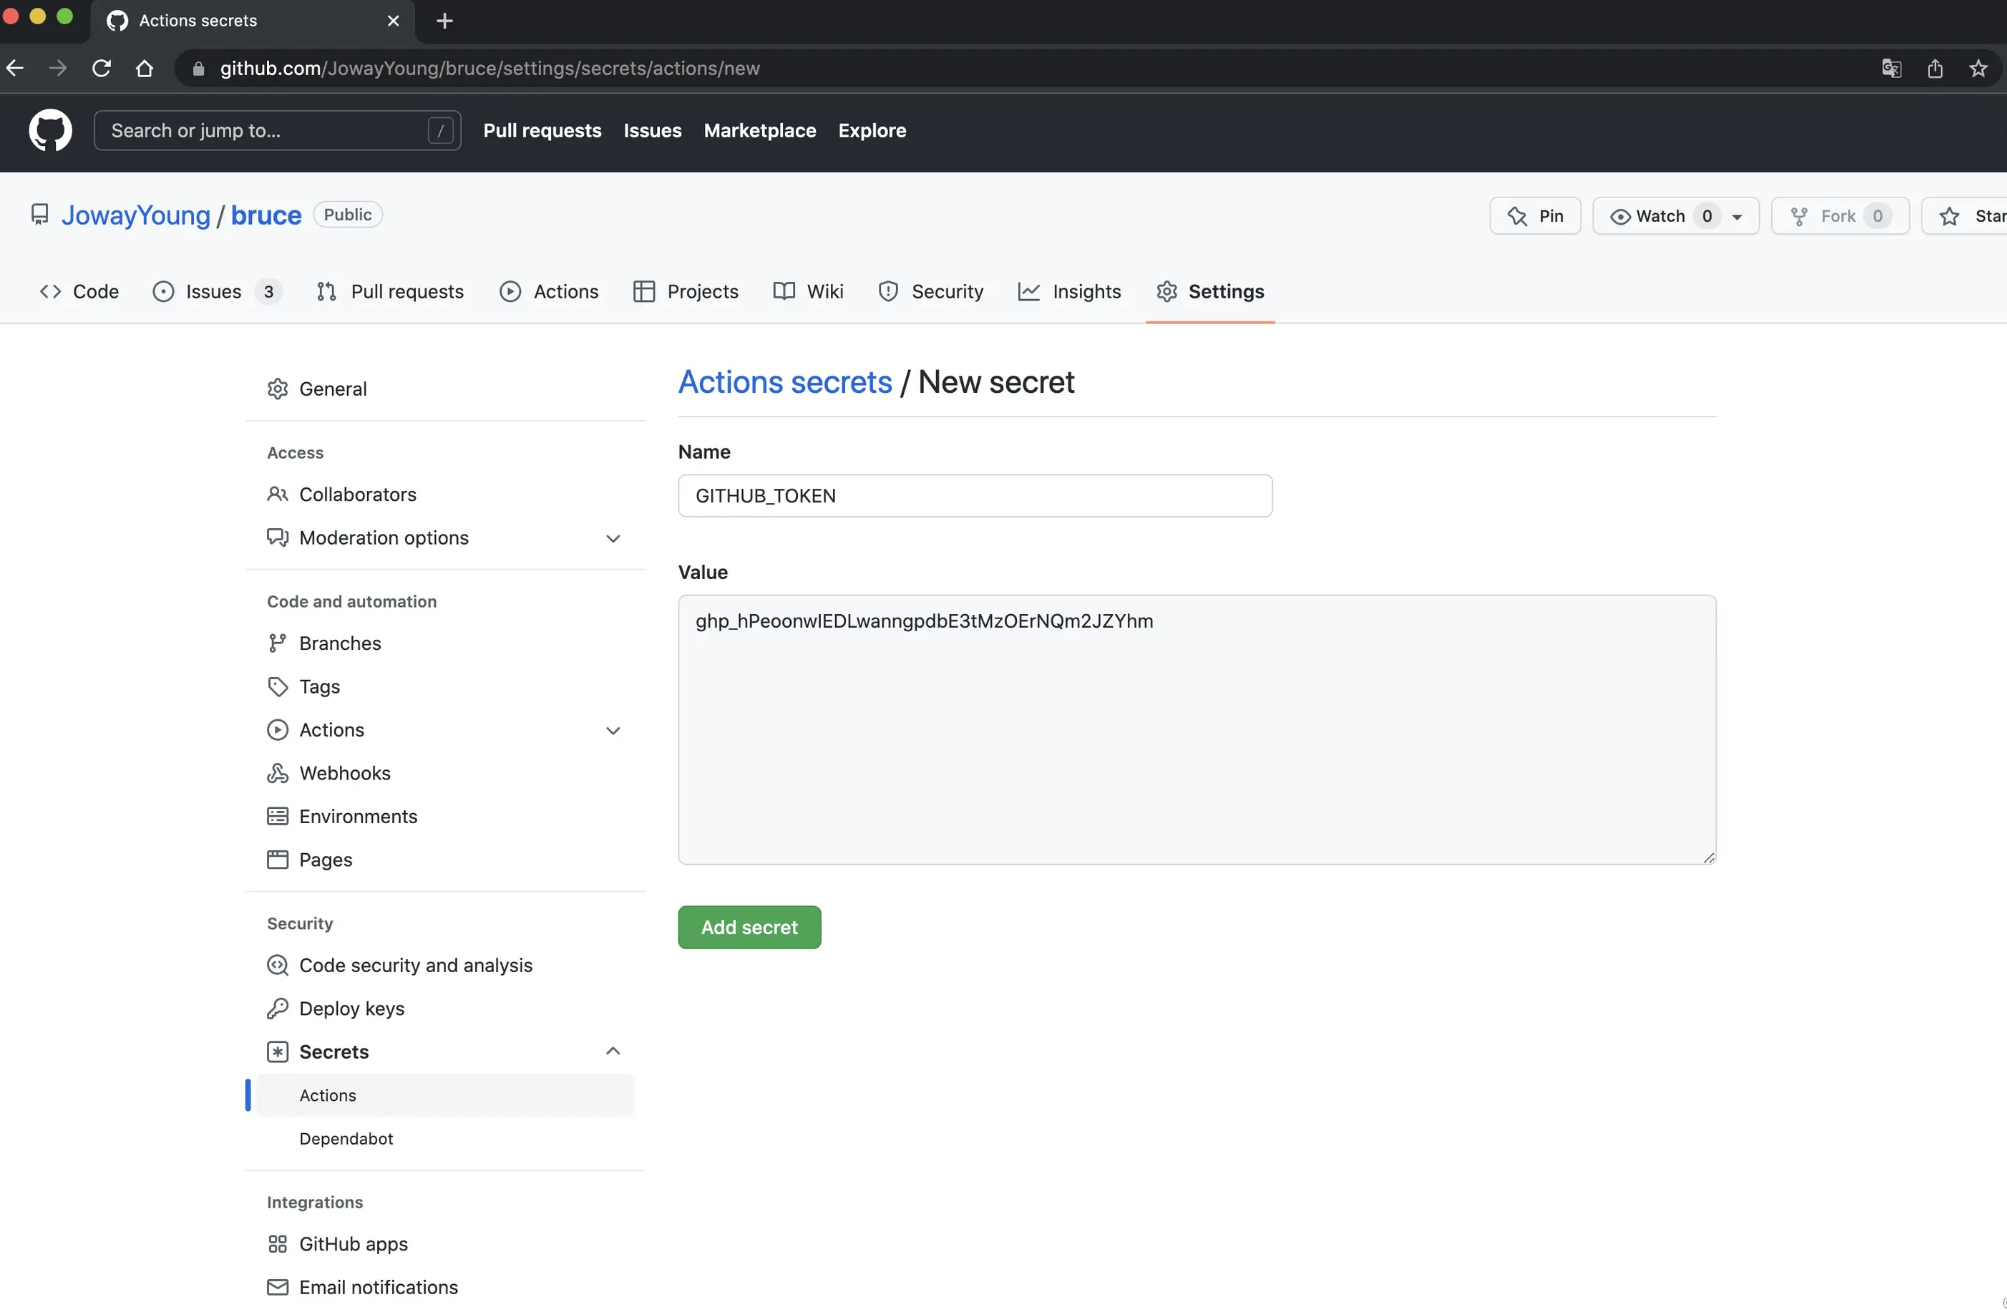 Actions secrets
github.com/JowayYoung/bruce/settings/secrets/actions/new
Search or jump to... /
Pull requests Issues Marketplace Explore
JowayYoung / bruce Public
Pin Watch 0 Fork 0 Star
Code Issues 3 Pull requests Actions Projects Wiki Security Insights Settings
General
Access
Collaborators
Moderation options
Code and automation
Branches
Tags
Actions
Webhooks
Environments
Pages
Security
Code security and analysis
Deploy keys
Secrets
Actions
Dependabot
Integrations
GitHub apps
Email notifications
Actions secrets / New secret
Name
GITHUB_TOKEN
Value
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
Add secret